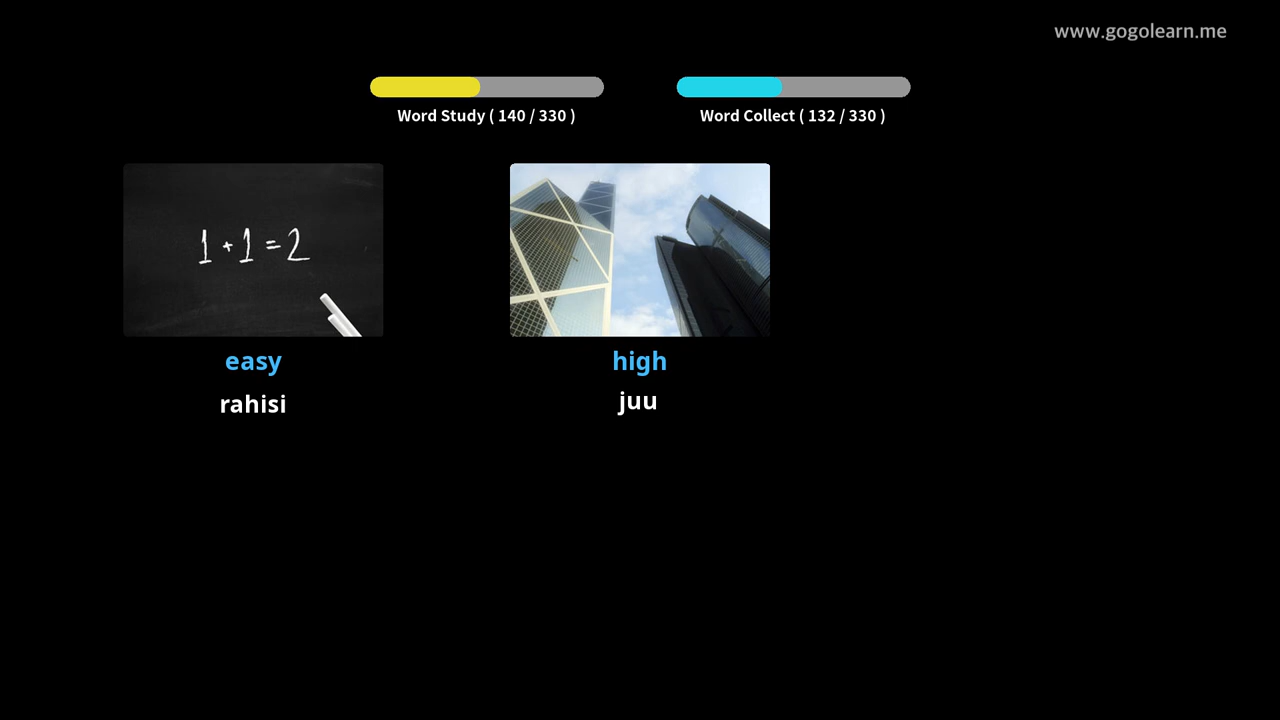 www.gogolearn.me
Word Study ( 140 / 330 )
Word Collect ( 132 / 330 )
1 + 1 = 2
easy
high
rahisi
juu